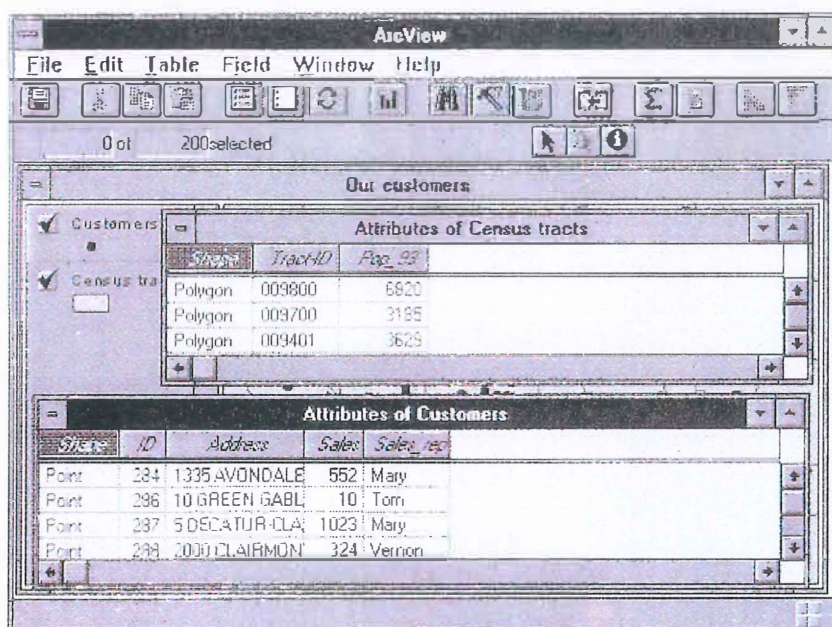 ArcView
File Edit Table Field Window Help
0 of 200 selected
Our customers
Customers
Census tra
Attributes of Census tracts
Shape Tract-ID Pop_93
Polygon 009800 6820
Polygon 009700 3185
Polygon 009401 3629
Attributes of Customers
Shape ID Address Sales Sales_rep
Point 284 1335 AVONDALE 552 Mary
Point 286 10 GREEN GABL 10 Tom
Point 287 5 DECATUR-CLA 1023 Mary
Point 288 2000 CLAIRMON 324 Vernon